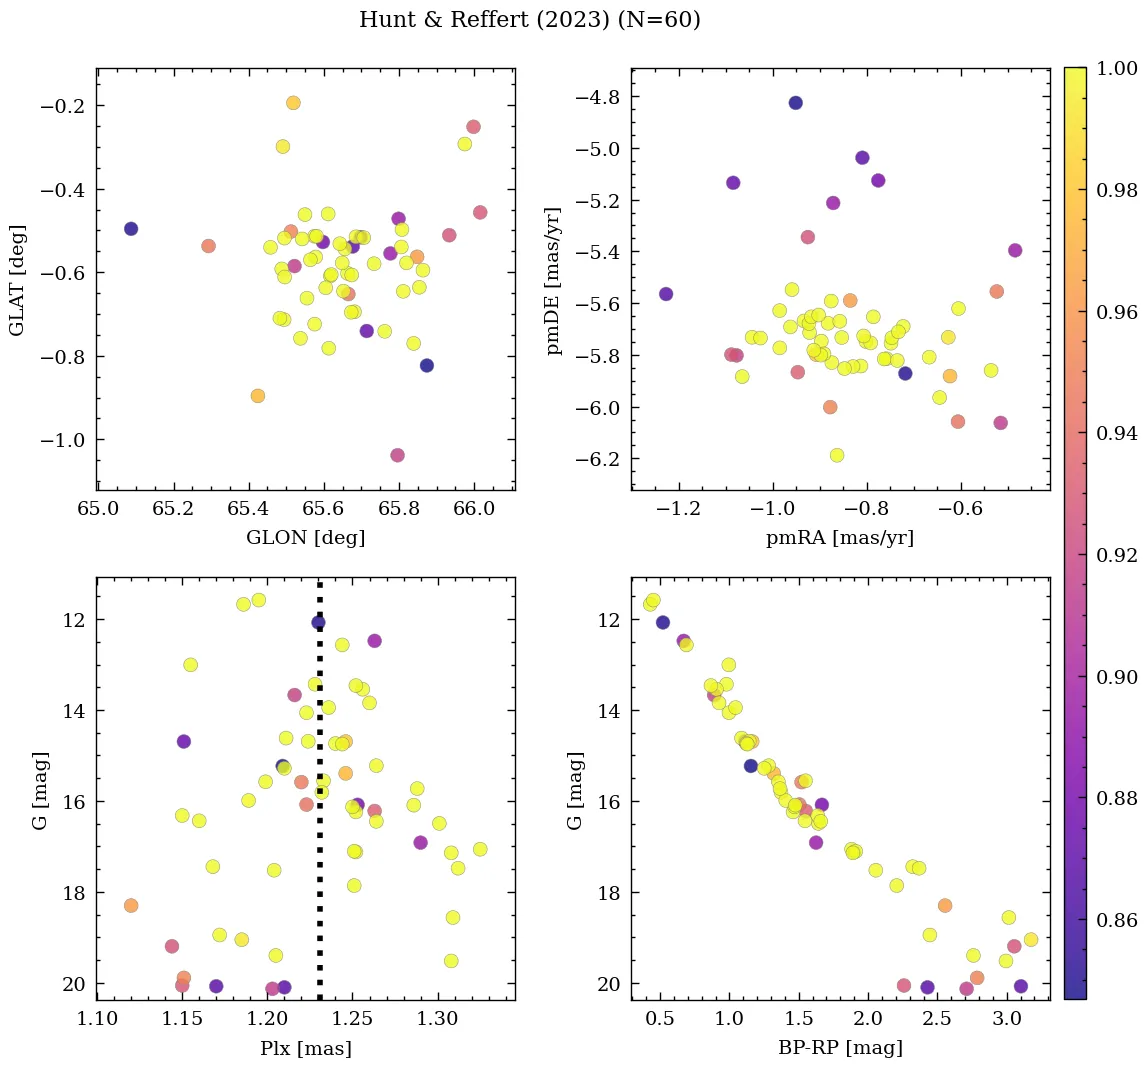 Hunt & Reffert (2023) (N=60)
−0.2
−0.4
−0.6
−0.8
−1.0
GLAT [deg]
65.0 65.2 65.4 65.6 65.8 66.0
GLON [deg]
−4.8
−5.0
−5.2
−5.4
−5.6
−5.8
−6.0
−6.2
pmDE [mas/yr]
−1.2 −1.0 −0.8 −0.6
pmRA [mas/yr]
12
14
16
18
20
G [mag]
1.10 1.15 1.20 1.25 1.30
Plx [mas]
12
14
16
18
20
G [mag]
0.5 1.0 1.5 2.0 2.5 3.0
BP-RP [mag]
1.00
0.98
0.96
0.94
0.92
0.90
0.88
0.86